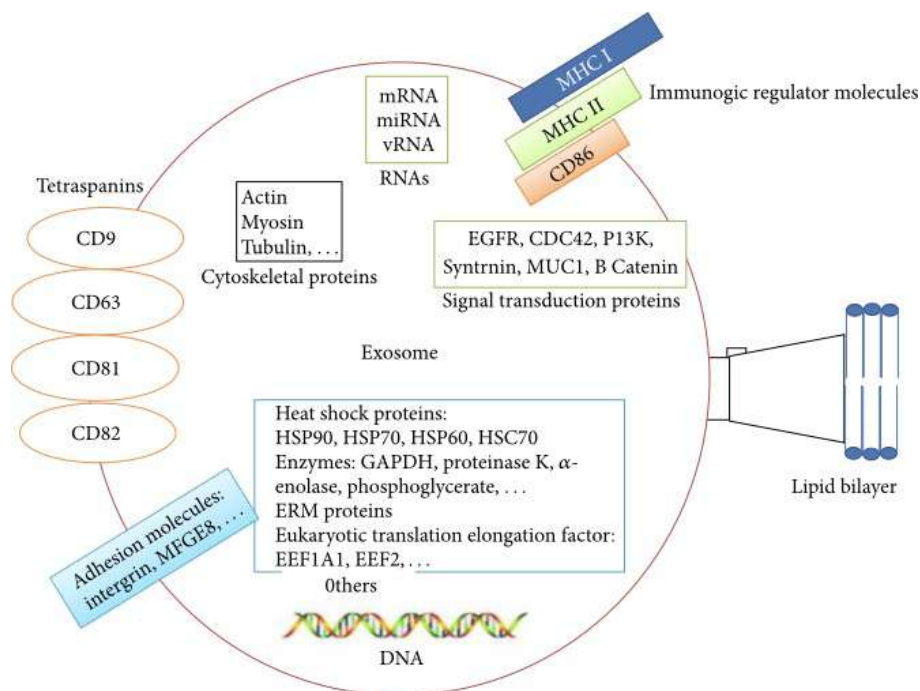 MHC I
MHC II
CD86
Immunogic regulator molecules
mRNA
miRNA
vRNA
RNAs
Tetraspanins
CD9
CD63
CD81
CD82
Actin
Myosin
Tubulin, ...
Cytoskeletal proteins
EGFR, CDC42, P13K,
Syntrnin, MUC1, B Catenin
Signal transduction proteins
Exosome
Heat shock proteins:
HSP90, HSP70, HSP60, HSC70
Enzymes: GAPDH, proteinase K, α-
enolase, phosphoglycerate, ...
ERM proteins
Eukaryotic translation elongation factor:
EEF1A1, EEF2, ...
0thers
Adhesion molecules:
intergrin, MFGE8, ...
Lipid bilayer
DNA